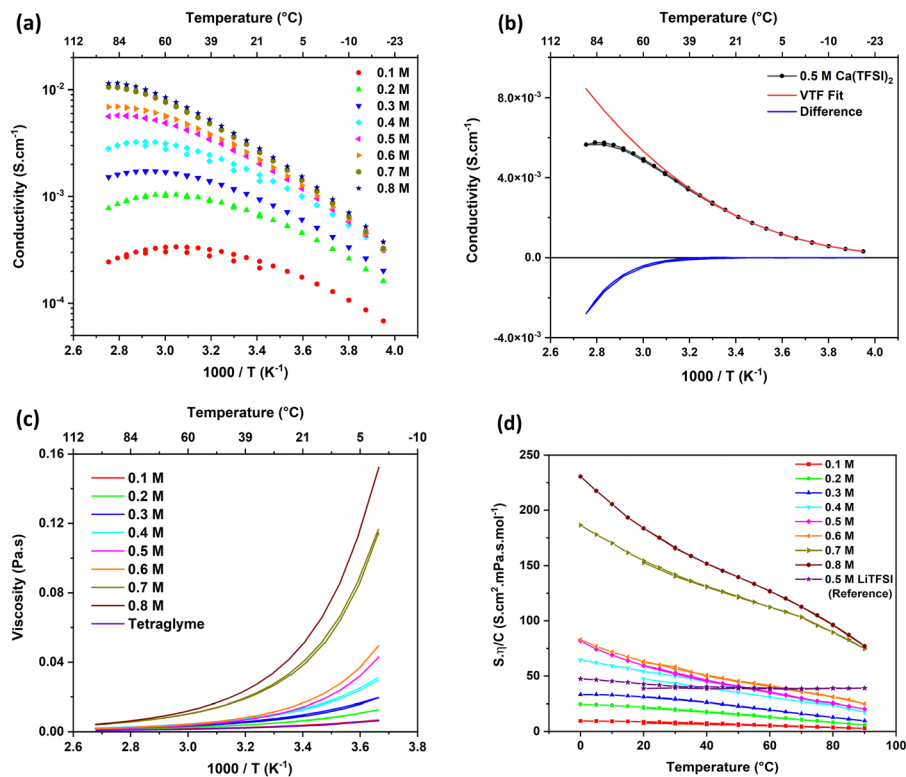 (a)
Temperature (°C)
112 84 60 39 21 5 -10 -23
10⁻²
10⁻³
10⁻⁴
Conductivity (S.cm⁻¹)
0.1 M
0.2 M
0.3 M
0.4 M
0.5 M
0.6 M
0.7 M
0.8 M
2.6 2.8 3.0 3.2 3.4 3.6 3.8 4.0
1000 / T (K⁻¹)
(b)
Temperature (°C)
112 84 60 39 21 5 -10 -23
8.0×10⁻³
4.0×10⁻³
0.0
-4.0×10⁻³
Conductivity (S.cm⁻¹)
0.5 M Ca(TFSI)₂
VTF Fit
Difference
2.6 2.8 3.0 3.2 3.4 3.6 3.8 4.0
1000 / T (K⁻¹)
(c)
Temperature (°C)
112 84 60 39 21 5 -10
0.16
0.12
0.08
0.04
0.00
Viscosity (Pa.s)
0.1 M
0.2 M
0.3 M
0.4 M
0.5 M
0.6 M
0.7 M
0.8 M
Tetraglyme
2.6 2.8 3.0 3.2 3.4 3.6 3.8
1000 / T (K⁻¹)
(d)
250
200
150
100
50
0
S.η/C (S.cm².mPa.s.mol⁻¹)
0.1 M
0.2 M
0.3 M
0.4 M
0.5 M
0.6 M
0.7 M
0.8 M
0.5 M LiTFSI
(Reference)
0 20 40 60 80 100
Temperature (°C)